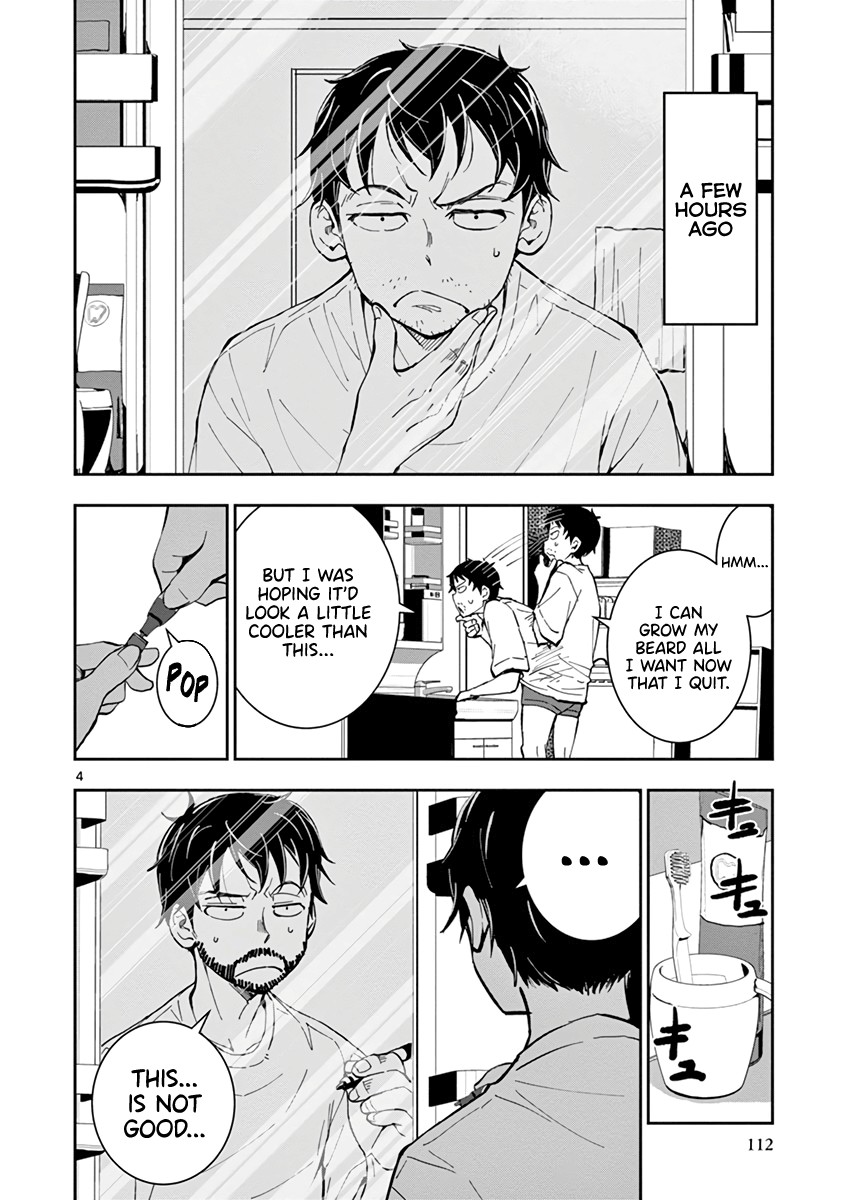 A FEW
HOURS
AGO
HMM...
I CAN
GROW MY
BEARD ALL
I WANT NOW
THAT I QUIT.
BUT I WAS
HOPING IT'D
LOOK A LITTLE
COOLER THAN
THIS...
POP
4
キュ
キュ
キュ
...
THIS...
IS NOT
GOOD...
112